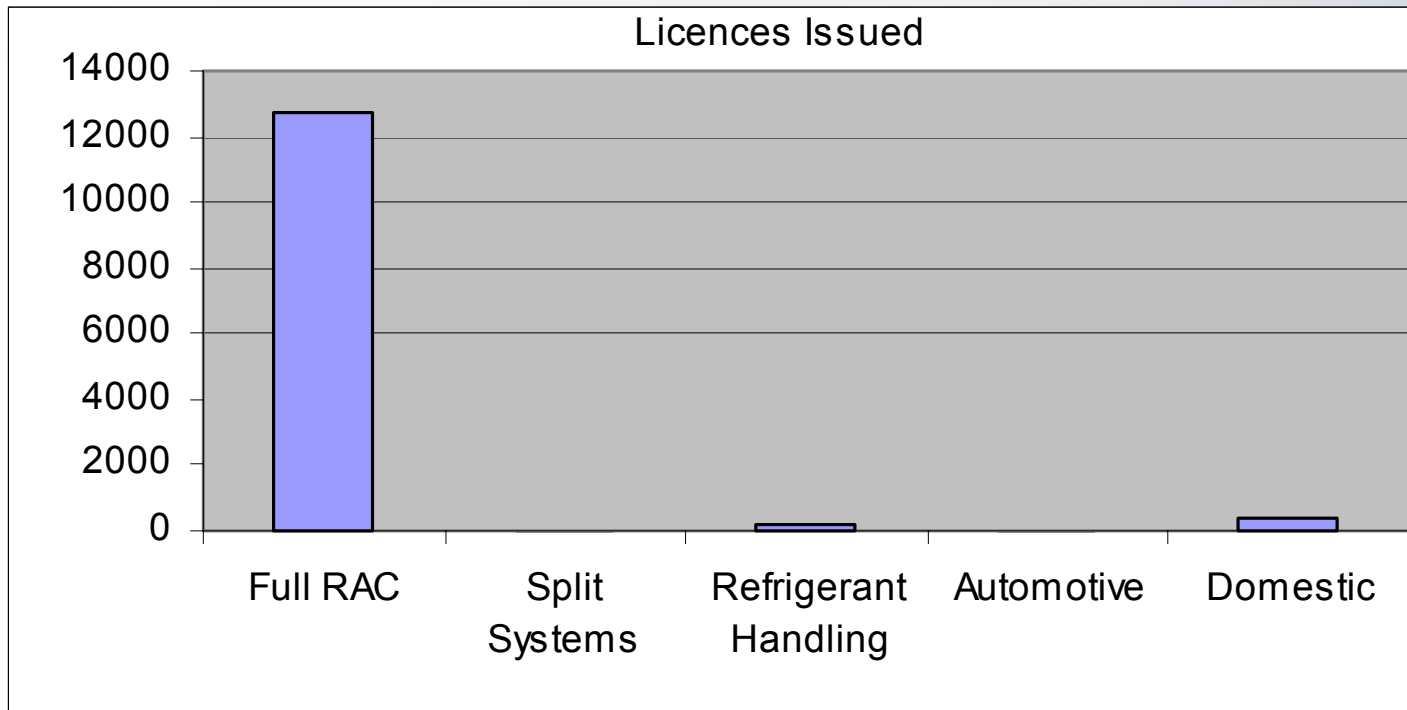 Licences Issued
14000
12000
10000
8000
6000
4000
2000
0
Full RAC
Split
Systems
Refrigerant
Handling
Automotive
Domestic